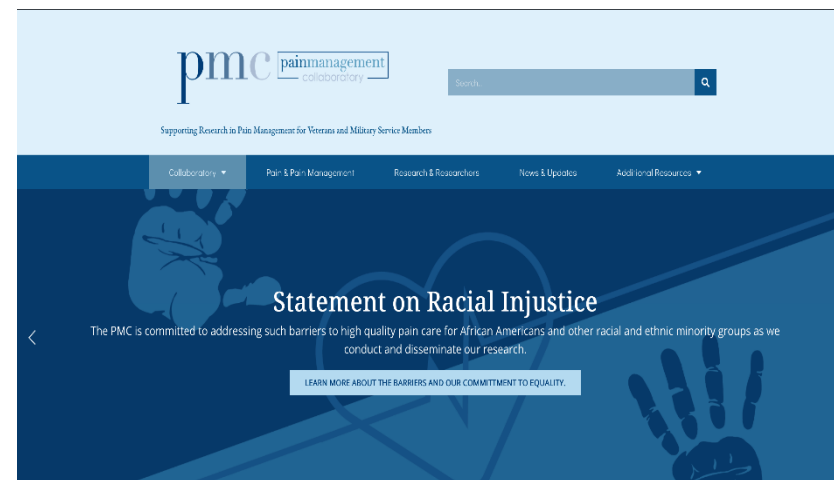 pmc painmanagement
collaboratory
Search..
Supporting Research in Pain Management for Veterans and Military Service Members
Collaboratory
Pain & Pain Management
Research & Researchers
News & Updates
Additional Resources
Statement on Racial Injustice
The PMC is committed to addressing such barriers to high quality pain care for African Americans and other racial and ethnic minority groups as we
conduct and disseminate our research.
LEARN MORE ABOUT THE BARRIERS AND OUR COMMITTMENT TO EQUALITY.